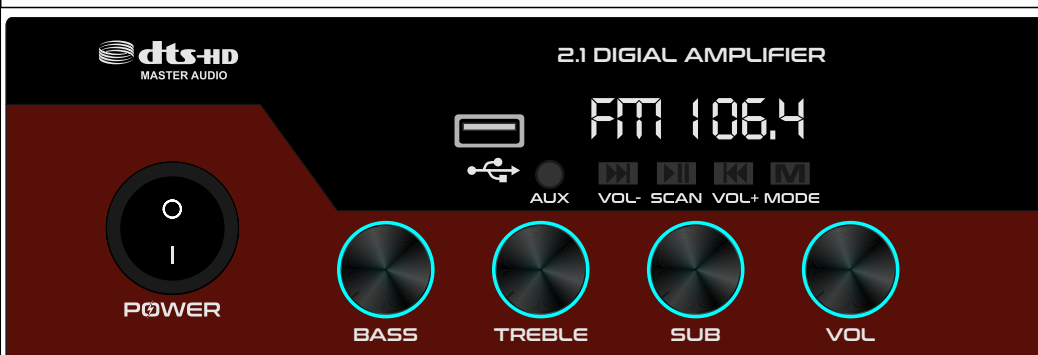 dts-HD
MASTER AUDIO
2.1 DIGIAL AMPLIFIER
FM 106.4
M
AUX VOL- SCAN VOL+ MODE
POWER
BASS TREBLE SUB VOL